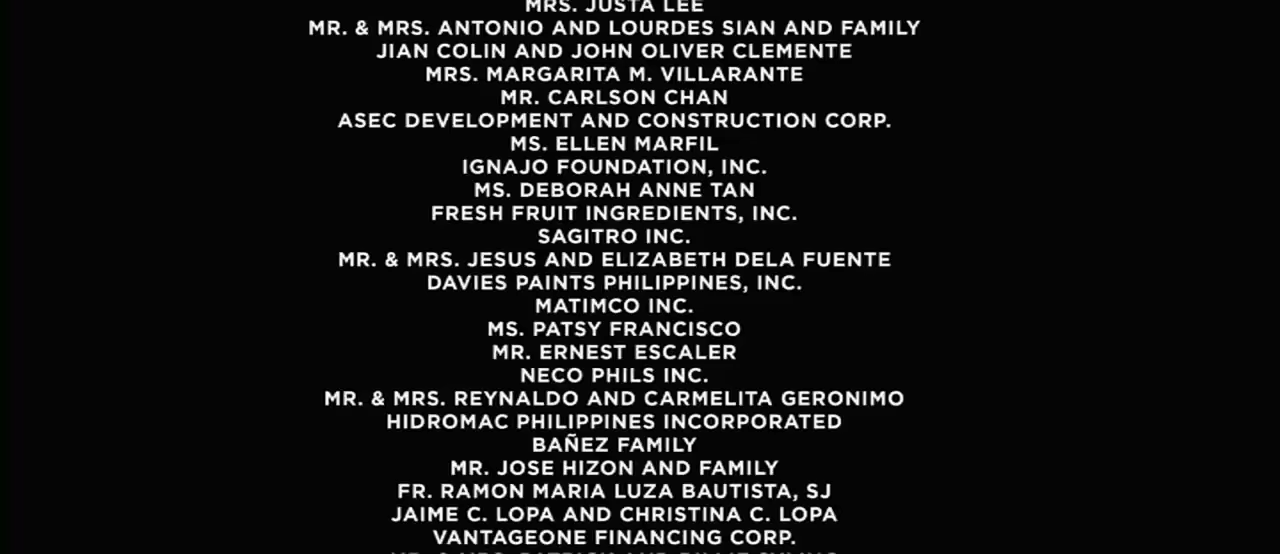 MRS. JUSTA LEE
MR. & MRS. ANTONIO AND LOURDES SIAN AND FAMILY
JIAN COLIN AND JOHN OLIVER CLEMENTE
MRS. MARGARITA M. VILLARANTE
MR. CARLSON CHAN
ASEC DEVELOPMENT AND CONSTRUCTION CORP.
MS. ELLEN MARFIL
IGNAJO FOUNDATION, INC.
MS. DEBORAH ANNE TAN
FRESH FRUIT INGREDIENTS, INC.
SAGITRO INC.
MR. & MRS. JESUS AND ELIZABETH DELA FUENTE
DAVIES PAINTS PHILIPPINES, INC.
MATIMCO INC.
MS. PATSY FRANCISCO
MR. ERNEST ESCALER
NECO PHILS INC.
MR. & MRS. REYNALDO AND CARMELITA GERONIMO
HIDROMAC PHILIPPINES INCORPORATED
BAÑEZ FAMILY
MR. JOSE HIZON AND FAMILY
FR. RAMON MARIA LUZA BAUTISTA, SJ
JAIME C. LOPA AND CHRISTINA C. LOPA
VANTAGEONE FINANCING CORP.